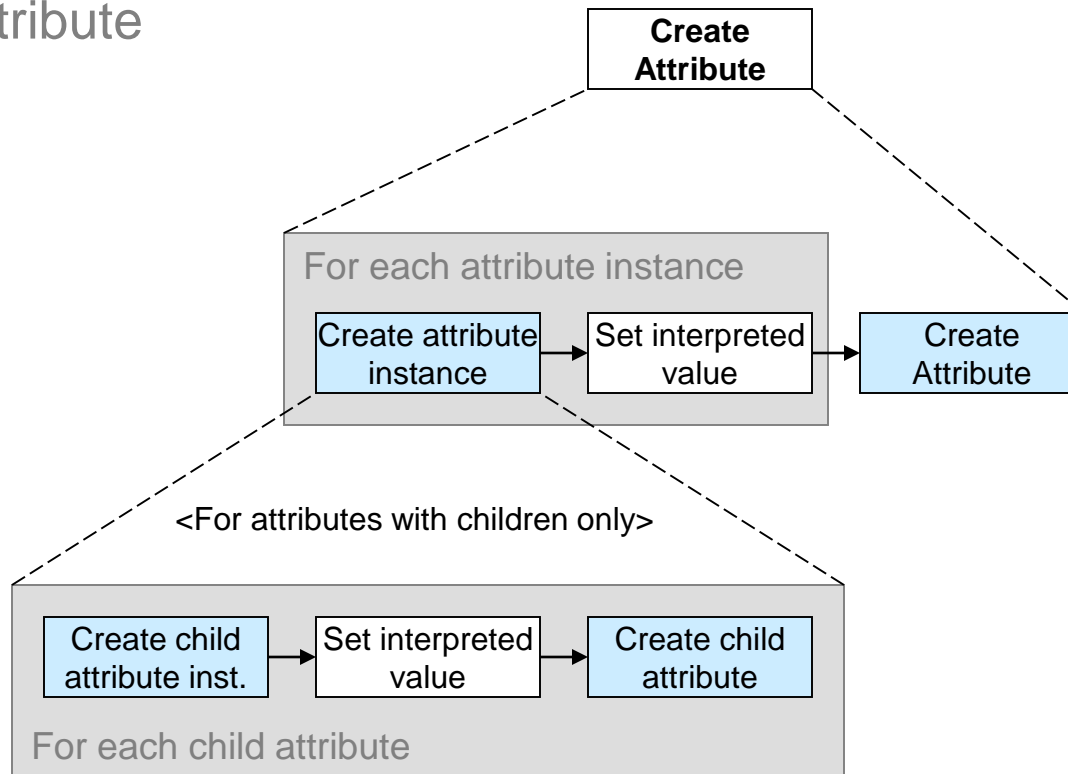 tribute
Create
Attribute
For each attribute instance
Create attribute
instance
Set interpreted
value
Create
Attribute
<For attributes with children only>
Create child
attribute inst.
Set interpreted
value
Create child
attribute
For each child attribute